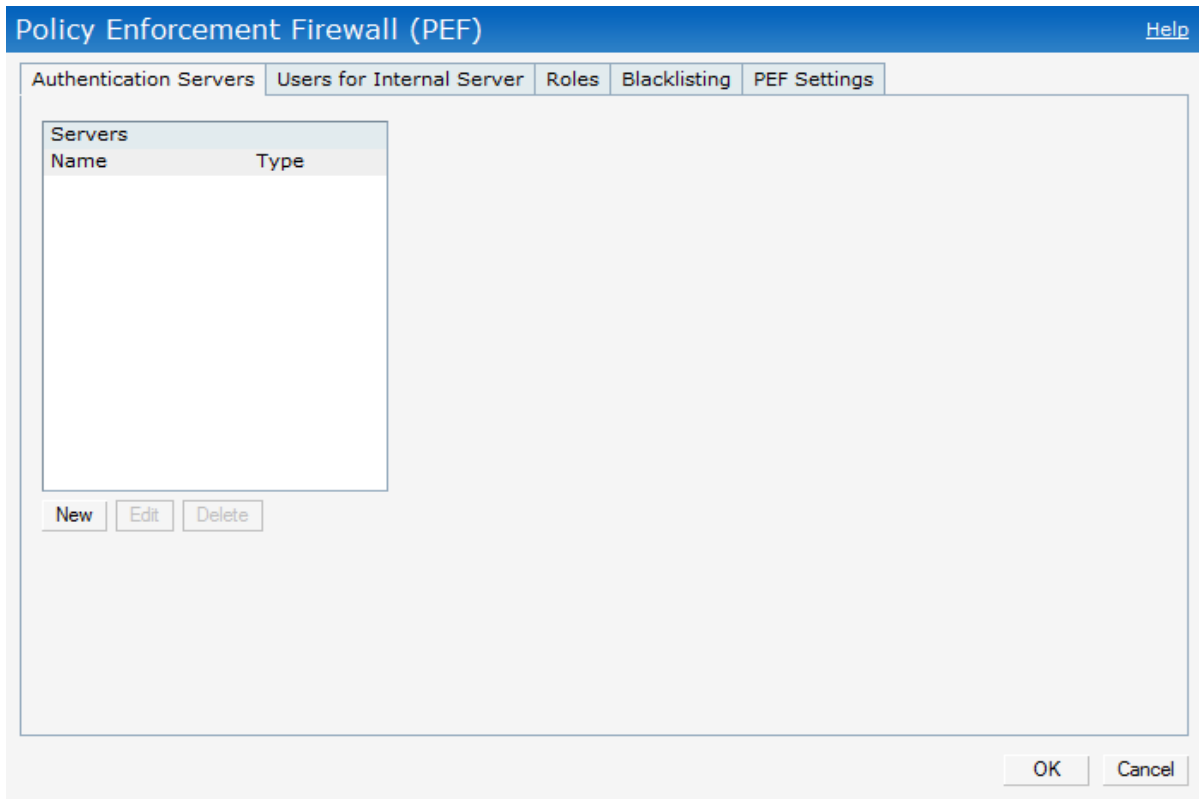 Policy Enforcement Firewall (PEF) Help
Authentication Servers Users for Internal Server Roles Blacklisting PEF Settings
Servers
Name Type
New Edit Delete
OK Cancel